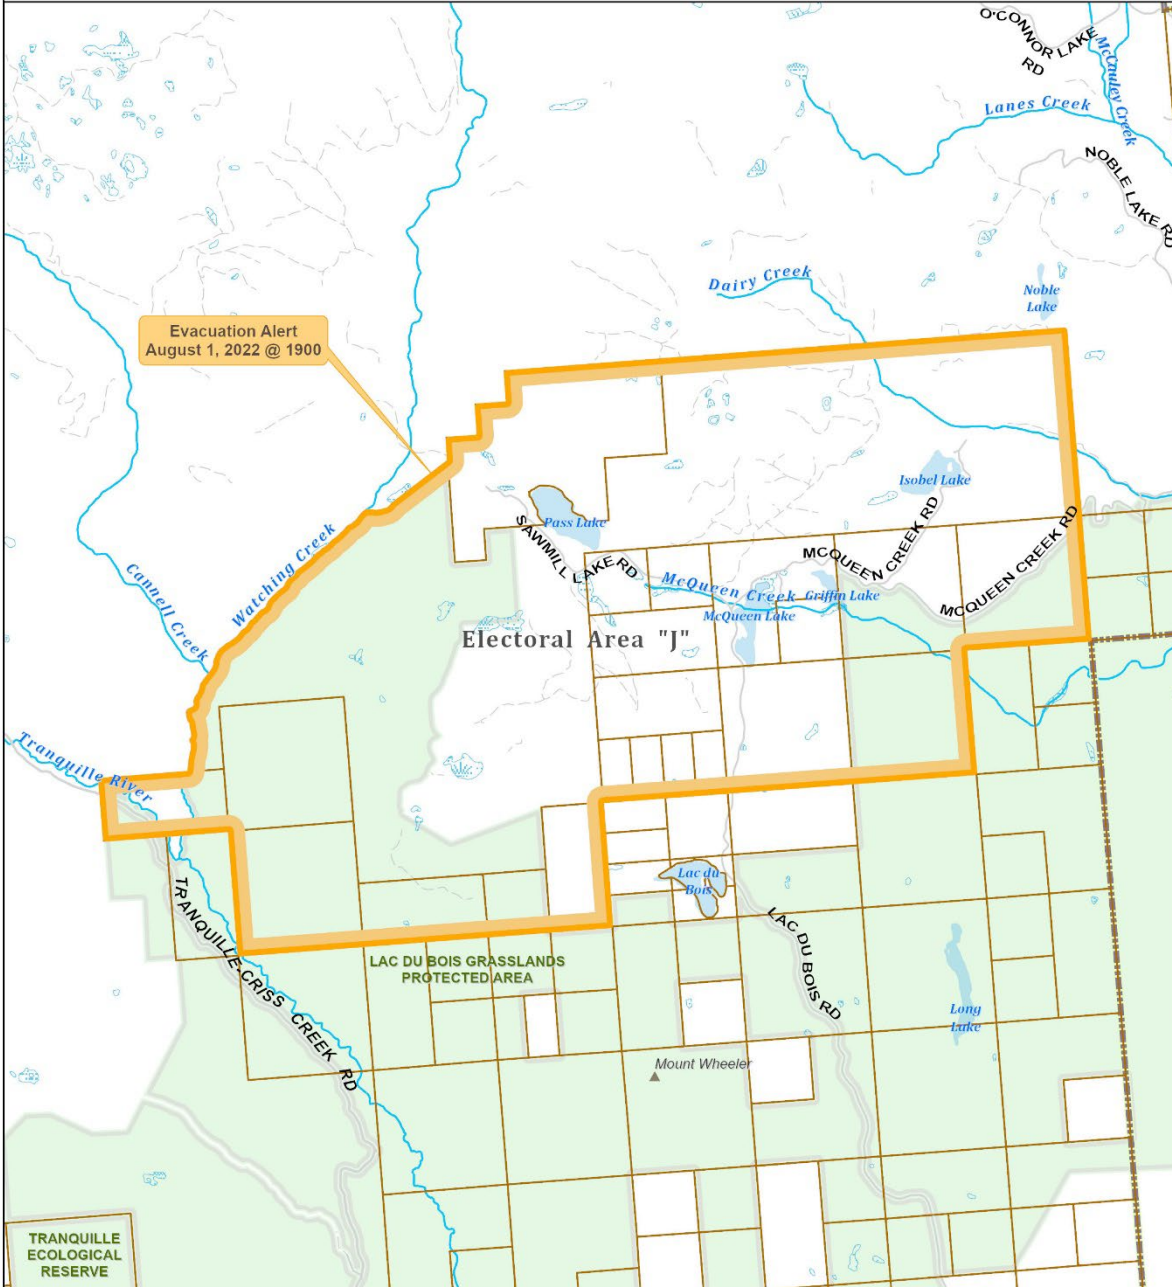 O'CONNOR LAKE
RD
McCauley Creek
Lanes Creek
NOBLE LAKE RD
Dairy Creek
Noble
Lake
Evacuation Alert
August 1, 2022 @ 1900
Isobel Lake
Pass Lake
SAWMILL LAKE RD
MCQUEEN CREEK RD
MCQUEEN CREEK RD
Watching Creek
Cannell Creek
McQueen Creek
Griffin Lake
McQueen Lake
Electoral Area "J"
Tranquille River
Lac du
Bois
TRANQUILLE-CRISS CREEK RD
LAC DU BOIS RD
LAC DU BOIS GRASSLANDS
PROTECTED AREA
Long
Lake
Mount Wheeler
TRANQUILLE
ECOLOGICAL
RESERVE